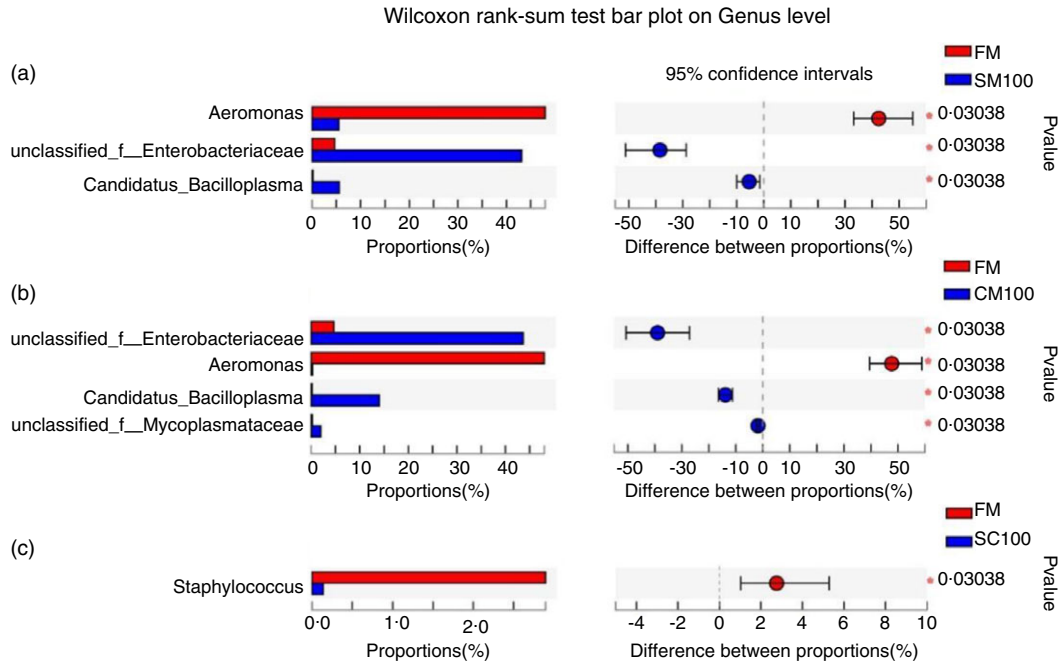 Wilcoxon rank-sum test bar plot on Genus level
(a)
95% confidence intervals
FM
SM100
Aeromonas
unclassified_f__Enterobacteriaceae
Candidatus_Bacilloplasma
* 0·03038
* 0·03038
* 0·03038
Pvalue
0 10 20 30 40
Proportions(%)
-50 -30 -10 0 10 30 50
Difference between proportions(%)
(b)
FM
CM100
unclassified_f__Enterobacteriaceae
Aeromonas
Candidatus_Bacilloplasma
unclassified_f__Mycoplasmataceae
* 0·03038
* 0·03038
* 0·03038
* 0·03038
Pvalue
0 10 20 30 40
Proportions(%)
-50 -30 -10 0 10 30 50
Difference between proportions(%)
(c)
FM
SC100
Staphylococcus
* 0·03038
Pvalue
0·0 1·0 2·0
Proportions(%)
-4 -2 0 2 4 6 8 10
Difference between proportions(%)